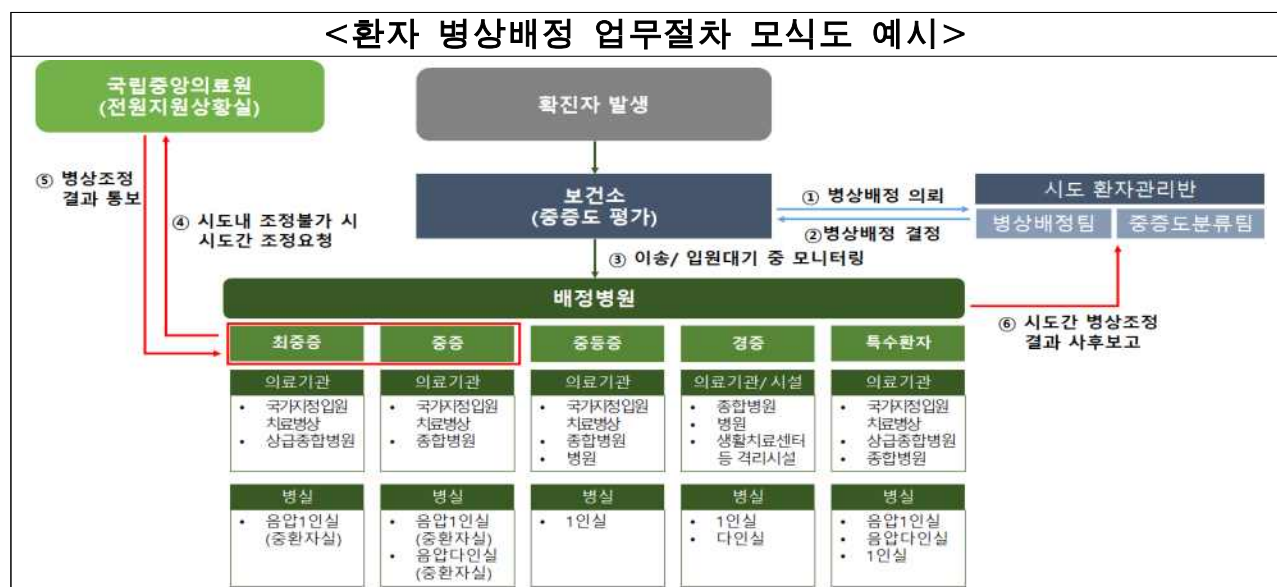 <환자 병상배정 업무절차 모식도 예시>
국립중앙의료원
(전원지원상황실)
확진자 발생
⑤ 병상조정
결과 통보
④ 시도내 조정불가 시
시도간 조정요청
보건소
(중증도 평가)
① 병상배정 의뢰
②병상배정 결정
시도 환자관리반
병상배정팀
중증도분류팀
③ 이송/ 입원대기 중 모니터링
배정병원
⑥ 시도간 병상조정
결과 사후보고
최중증
중증
중등증
경증
특수환자
의료기관
• 국가지정입원
치료병상
• 상급종합병원
의료기관
• 국가지정입원
치료병상
• 종합병원
의료기관
• 국가지정입원
치료병상
• 종합병원
• 병원
의료기관/시설
• 종합병원
• 병원
• 생활치료센터
등 격리시설
의료기관
• 국가지정입원
치료병상
• 상급종합병원
• 종합병원
병실
• 음압1인실
(중환자실)
병실
• 음압1인실
(중환자실)
• 음압다인실
(중환자실)
병실
• 1인실
병실
• 1인실
• 다인실
병실
• 음압1인실
• 음압다인실
• 1인실